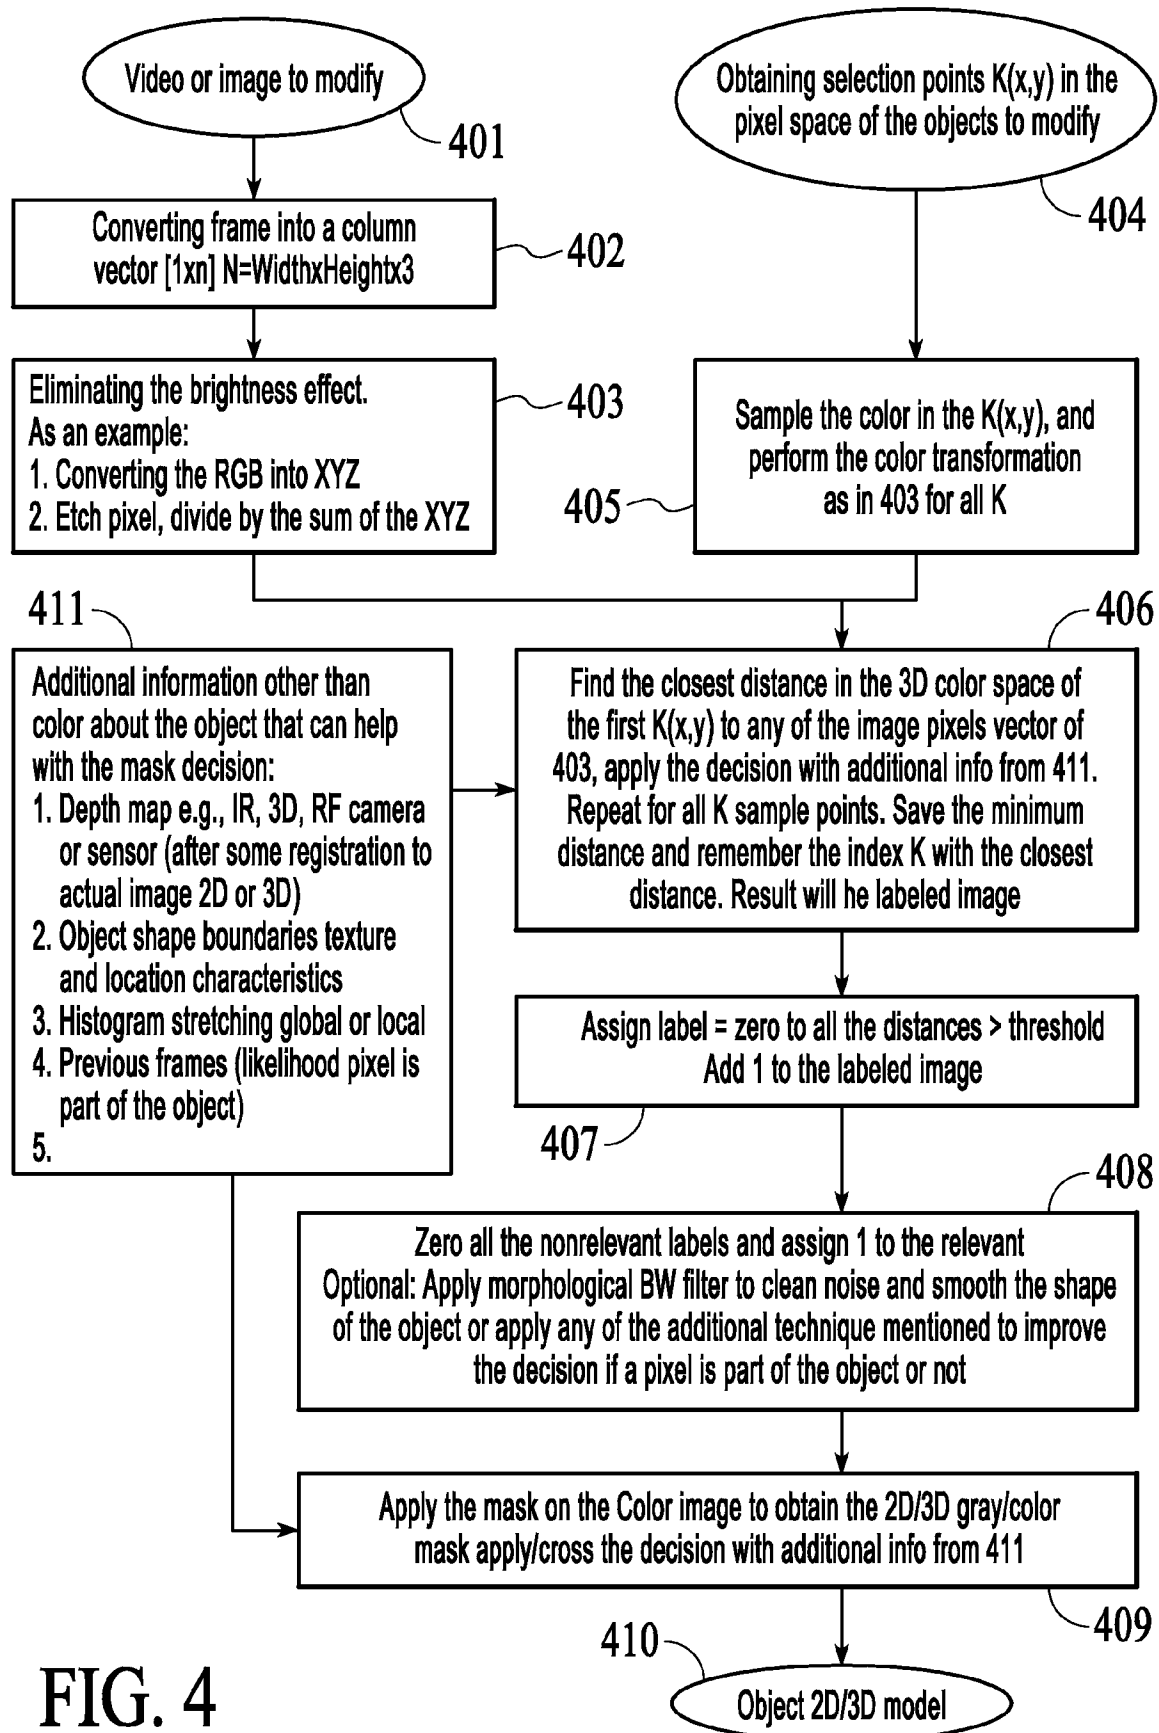 Video or image to modify
401
Converting frame into a column
vector [1xn] N=WidthxHeightx3
402
Eliminating the brightness effect.
As an example:
1. Converting the RGB into XYZ
2. Etch pixel, divide by the sum of the XYZ
403
Obtaining selection points K(x,y) in the
pixel space of the objects to modify
404
Sample the color in the K(x,y), and
perform the color transformation
as in 403 for all K
405
411
Additional information other than
color about the object that can help
with the mask decision:
1. Depth map e.g., IR, 3D, RF camera
or sensor (after some registration to
actual image 2D or 3D)
2. Object shape boundaries texture
and location characteristics
3. Histogram stretching global or local
4. Previous frames (likelihood pixel is
part of the object)
5.
406
Find the closest distance in the 3D color space of
the first K(x,y) to any of the image pixels vector of
403, apply the decision with additional info from 411.
Repeat for all K sample points. Save the minimum
distance and remember the index K with the closest
distance. Result will he labeled image
Assign label = zero to all the distances > threshold
Add 1 to the labeled image
407
408
Zero all the nonrelevant labels and assign 1 to the relevant
Optional: Apply morphological BW filter to clean noise and smooth the shape
of the object or apply any of the additional technique mentioned to improve
the decision if a pixel is part of the object or not
Apply the mask on the Color image to obtain the 2D/3D gray/color
mask apply/cross the decision with additional info from 411
409
410
Object 2D/3D model
FIG. 4